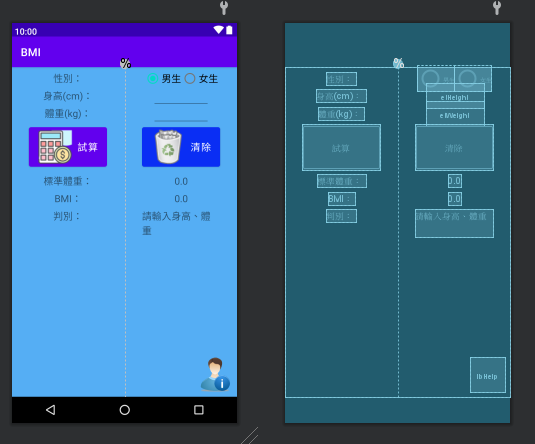 10:00
BMI
%
性別：
男生
女生
身高(cm)：
體重(kg)：
試算
清除
標準體重：
0.0
BMI：
0.0
判別：
請輸入身高、體
重
%
性別：
身高(cm)：
etHeight
體重(kg)：
etWeight
試算
清除
標準體重：
0.0
BMI：
0.0
判別：
請輸入身高、體重
ibHelp